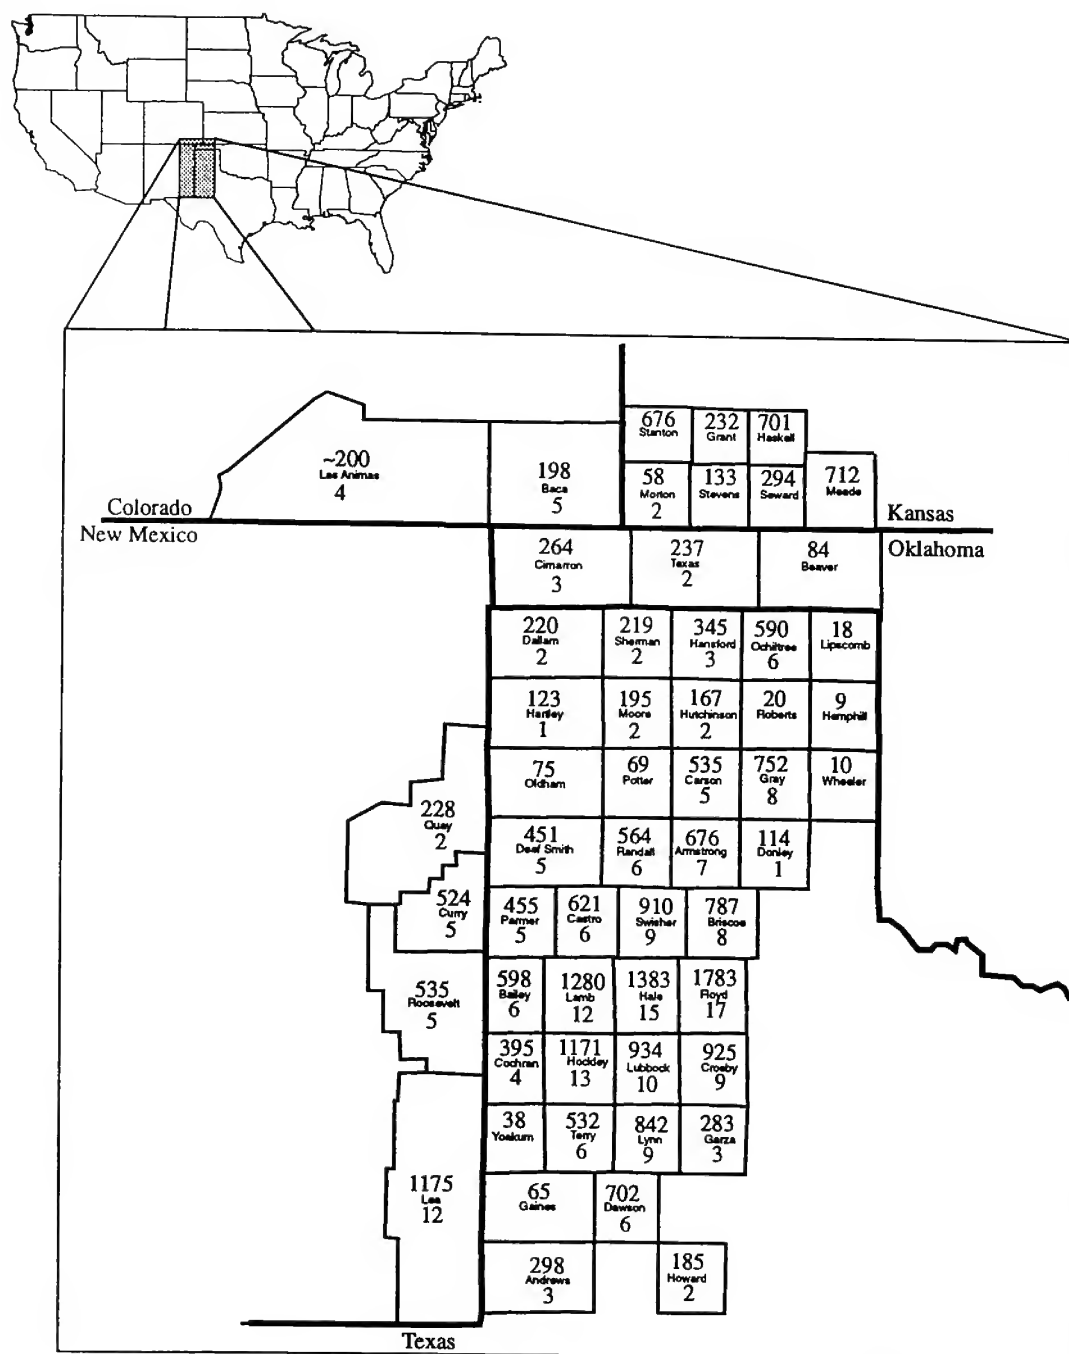 676
Stanton
232
Grant
701
Haskell
~200
Las Animas
4
198
Baca
5
58
Morton
2
133
Stevens
294
Seward
712
Meade
Colorado
Kansas
New Mexico
Oklahoma
264
Cimarron
3
237
Texas
2
84
Beaver
220
Dallam
2
219
Sherman
2
345
Hansford
3
590
Ochiltree
6
18
Lipscomb
123
Hartley
1
195
Moore
2
167
Hutchinson
2
20
Roberts
9
Hemphill
75
Oldham
69
Potter
535
Carson
5
752
Gray
8
10
Wheeler
228
Quay
2
451
Deaf Smith
5
564
Randall
6
676
Armstrong
7
114
Donley
1
524
Curry
5
455
Parmer
5
621
Castro
6
910
Swisher
9
787
Briscoe
8
535
Roosevelt
5
598
Bailey
6
1280
Lamb
12
1383
Hale
15
1783
Floyd
17
395
Cochran
4
1171
Hockley
13
934
Lubbock
10
925
Crosby
9
38
Yoakum
532
Terry
6
842
Lynn
9
283
Garza
3
1175
Lea
12
65
Gaines
702
Dawson
6
298
Andrews
3
185
Howard
2
Texas